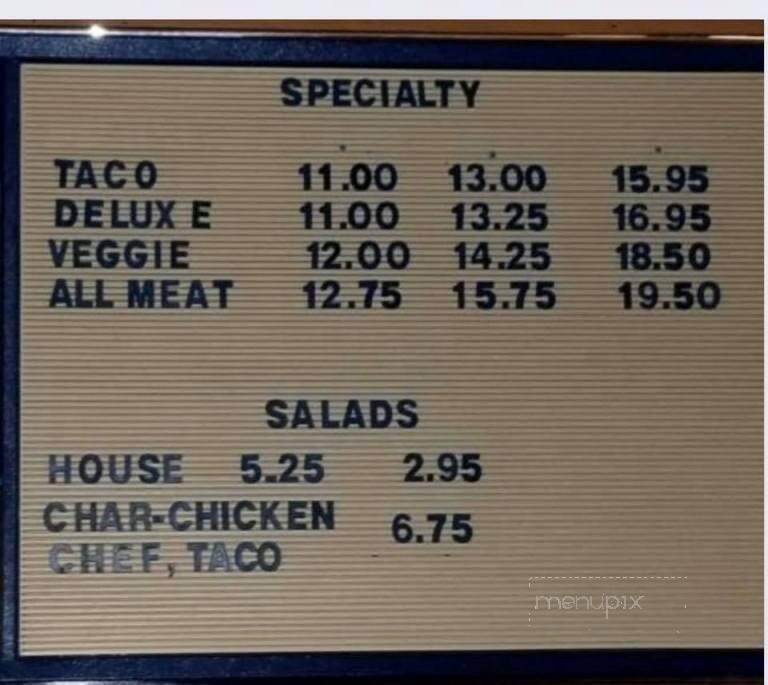 SPECIALTY
TACO 11.00 13.00 15.95
DELUXE 11.00 13.25 16.95
VEGGIE 12.00 14.25 18.50
ALL MEAT 12.75 15.75 19.50
SALADS
HOUSE 5.25 2.95
CHAR-CHICKEN 6.75
CHEF, TACO
menupix